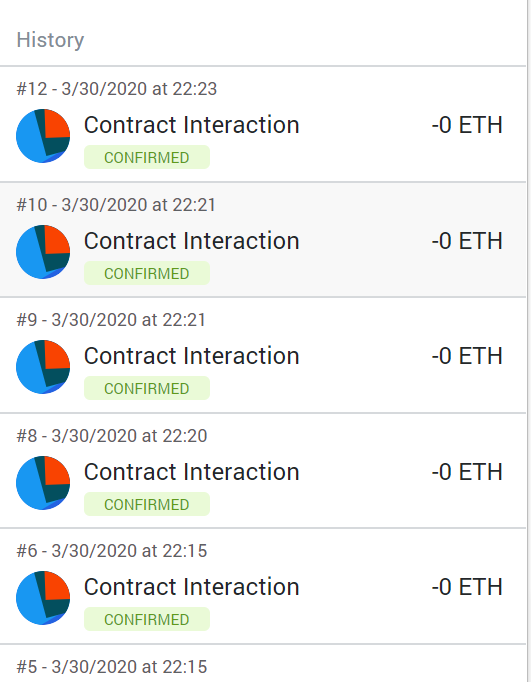 History
#12 - 3/30/2020 at 22:23
Contract Interaction
-0 ETH
CONFIRMED
#10 - 3/30/2020 at 22:21
Contract Interaction
-0 ETH
CONFIRMED
#9 - 3/30/2020 at 22:21
Contract Interaction
-0 ETH
CONFIRMED
#8 - 3/30/2020 at 22:20
Contract Interaction
-0 ETH
CONFIRMED
#6 - 3/30/2020 at 22:15
Contract Interaction
-0 ETH
CONFIRMED
#5 - 3/30/2020 at 22:15